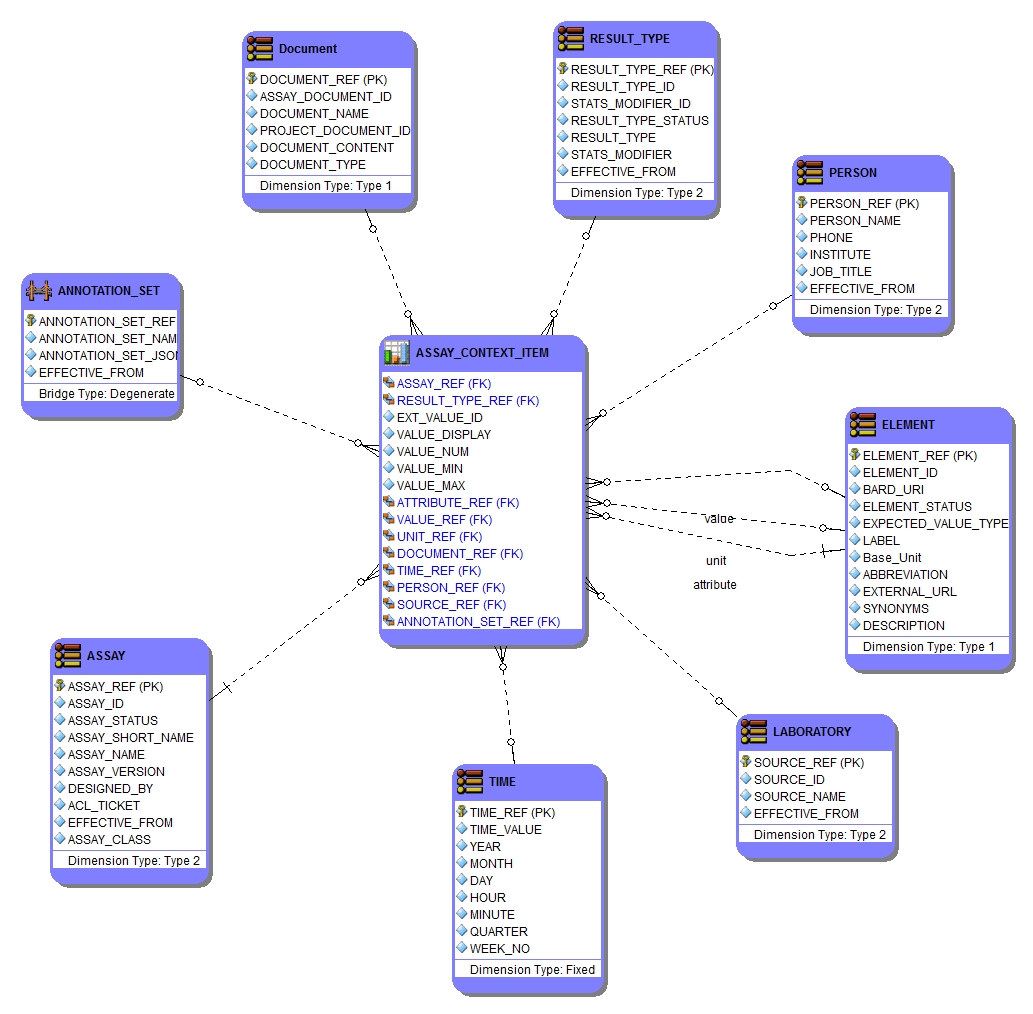 Document
DOCUMENT_REF (PK)
ASSAY_DOCUMENT_ID
DOCUMENT_NAME
PROJECT_DOCUMENT_ID
DOCUMENT_CONTENT
DOCUMENT_TYPE
Dimension Type: Type 1
RESULT_TYPE
RESULT_TYPE_REF (PK)
RESULT_TYPE_ID
STATS_MODIFIER_ID
RESULT_TYPE_STATUS
RESULT_TYPE
STATS_MODIFIER
EFFECTIVE_FROM
Dimension Type: Type 2
PERSON
PERSON_REF (PK)
PERSON_NAME
PHONE
INSTITUTE
JOB_TITLE
EFFECTIVE_FROM
Dimension Type: Type 2
ANNOTATION_SET
ANNOTATION_SET_REF
ANNOTATION_SET_NAM
ANNOTATION_SET_JSON
EFFECTIVE_FROM
Bridge Type: Degenerate
ASSAY_CONTEXT_ITEM
ASSAY_REF (FK)
RESULT_TYPE_REF (FK)
EXT_VALUE_ID
VALUE_DISPLAY
VALUE_NUM
VALUE_MIN
VALUE_MAX
ATTRIBUTE_REF (FK)
VALUE_REF (FK)
UNIT_REF (FK)
DOCUMENT_REF (FK)
TIME_REF (FK)
PERSON_REF (FK)
SOURCE_REF (FK)
ANNOTATION_SET_REF (FK)
value
unit
attribute
ELEMENT
ELEMENT_REF (PK)
ELEMENT_ID
BARD_URI
ELEMENT_STATUS
EXPECTED_VALUE_TYPE
LABEL
Base_Unit
ABBREVIATION
EXTERNAL_URL
SYNONYMS
DESCRIPTION
Dimension Type: Type 1
ASSAY
ASSAY_REF (PK)
ASSAY_ID
ASSAY_STATUS
ASSAY_SHORT_NAME
ASSAY_NAME
ASSAY_VERSION
DESIGNED_BY
ACL_TICKET
EFFECTIVE_FROM
ASSAY_CLASS
Dimension Type: Type 2
TIME
TIME_REF (PK)
TIME_VALUE
YEAR
MONTH
DAY
HOUR
MINUTE
QUARTER
WEEK_NO
Dimension Type: Fixed
LABORATORY
SOURCE_REF (PK)
SOURCE_ID
SOURCE_NAME
EFFECTIVE_FROM
Dimension Type: Type 2